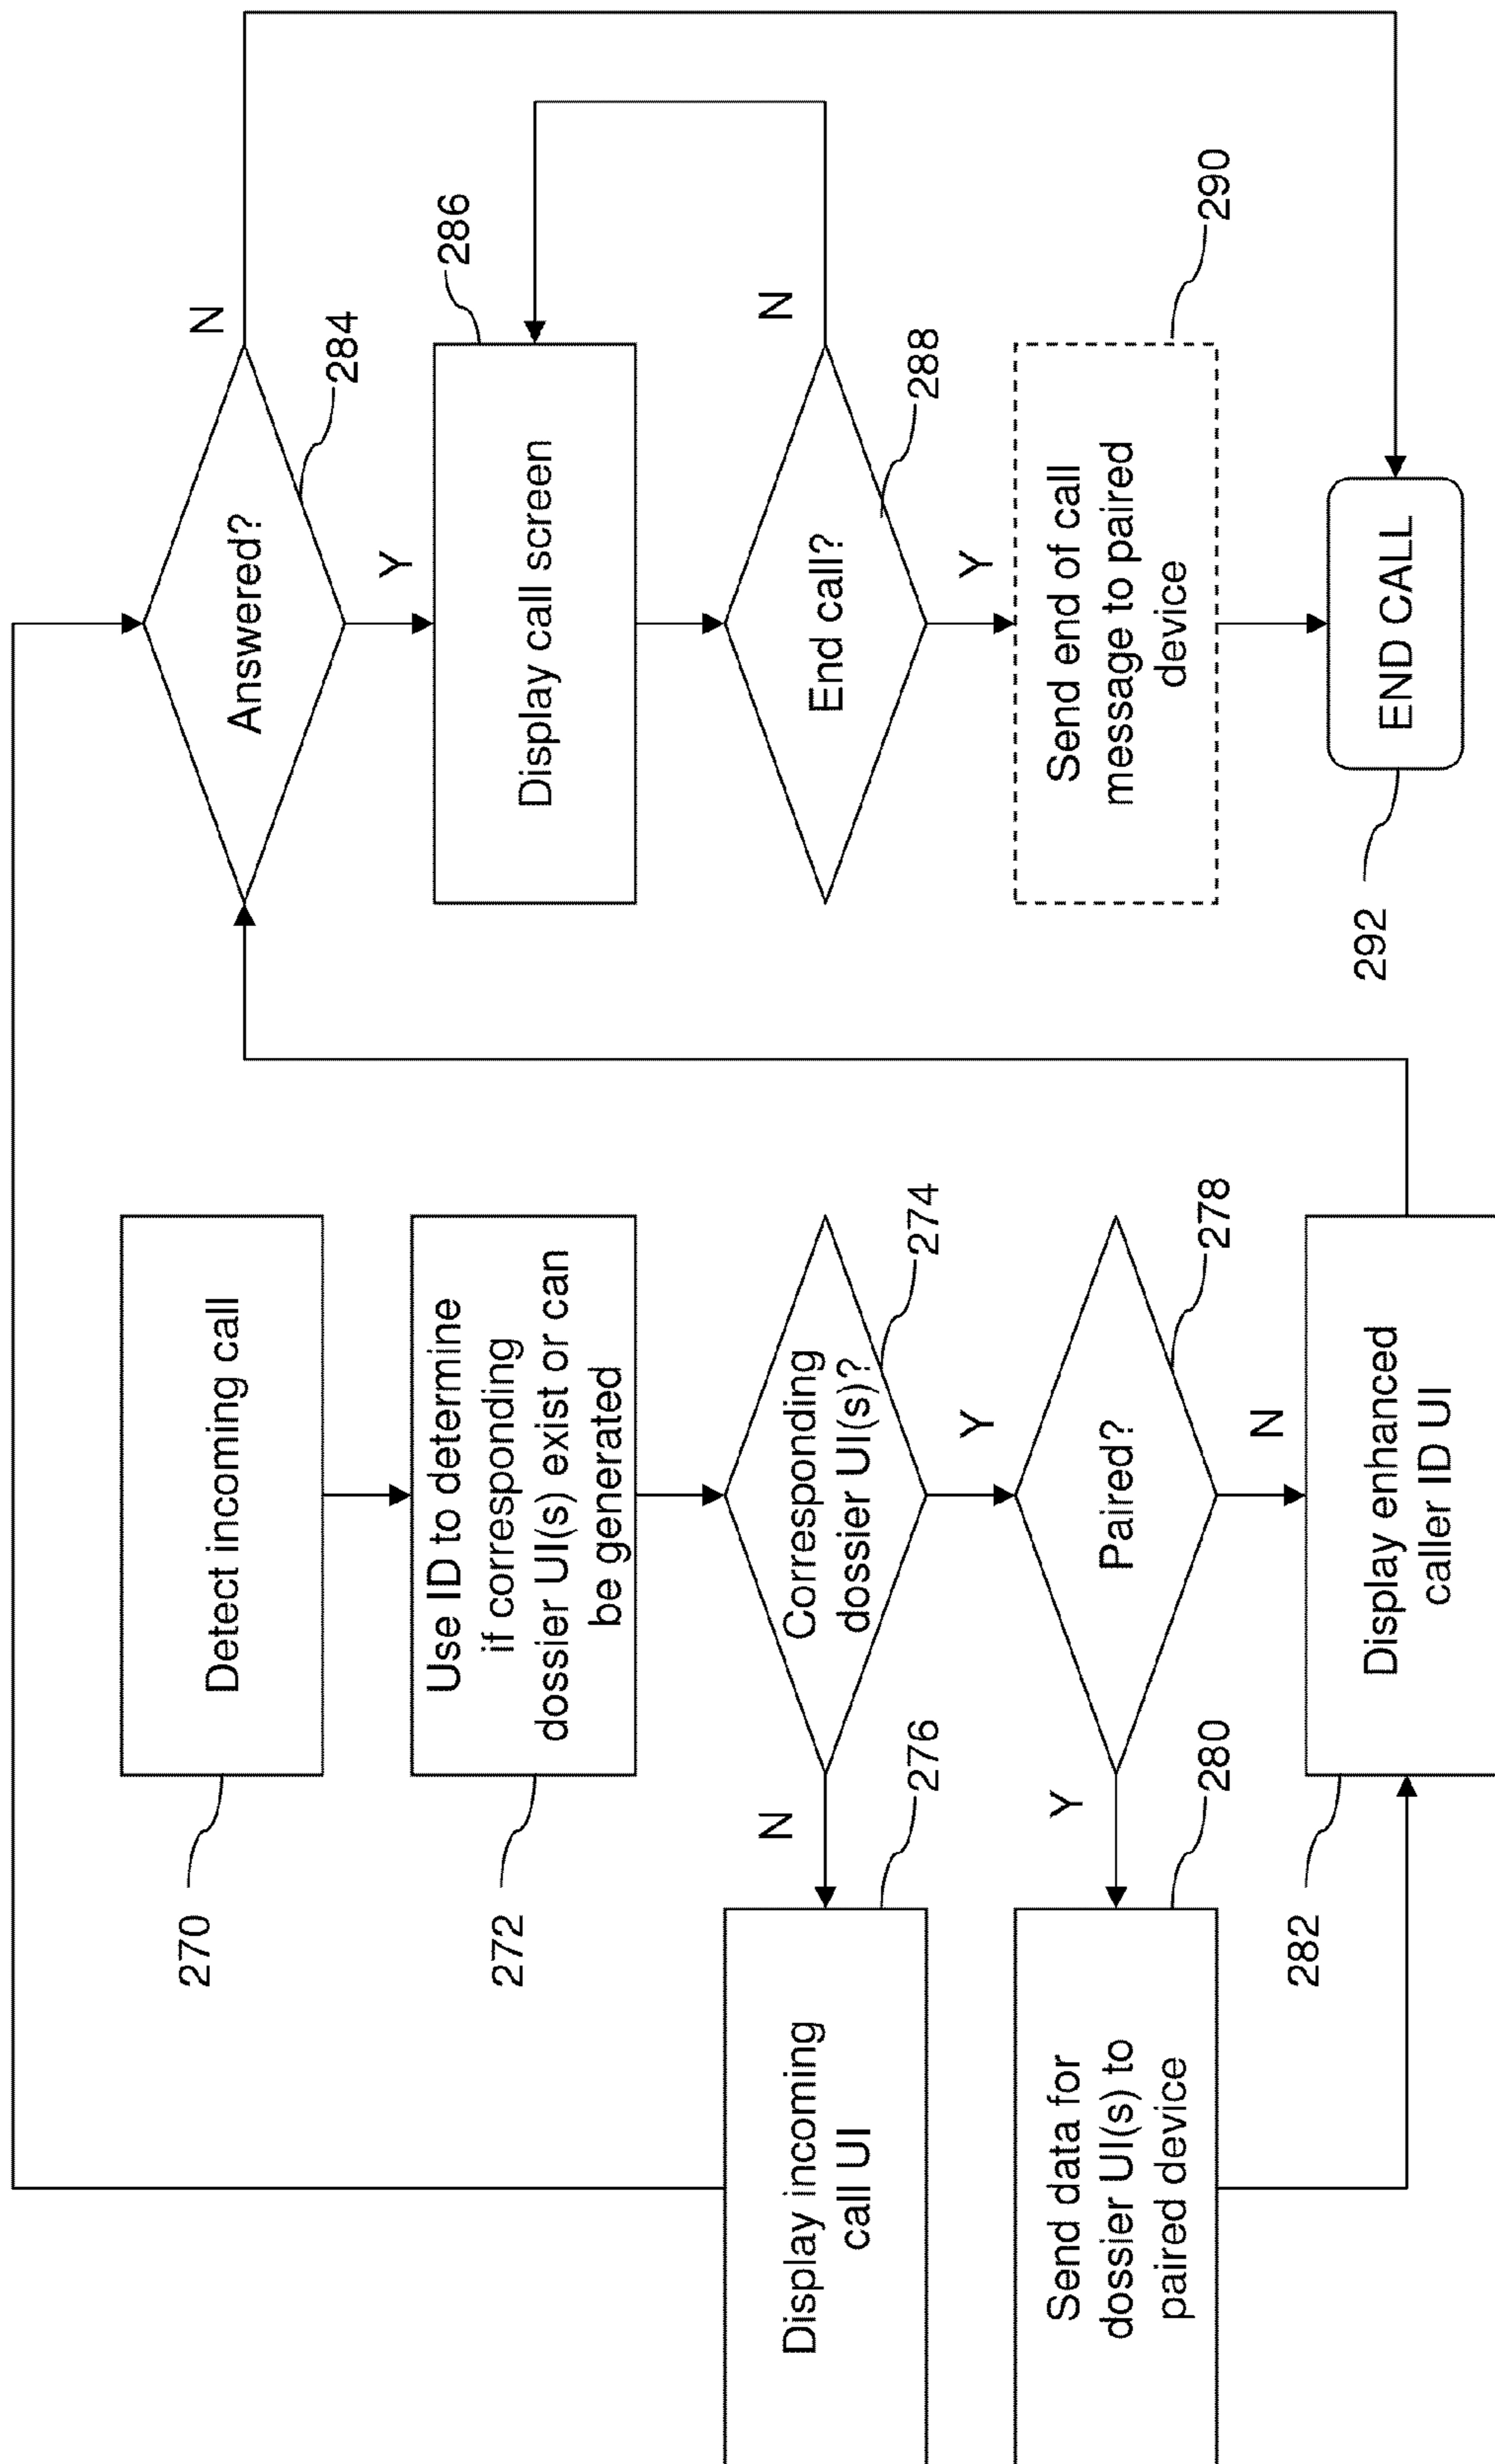 270
Detect incoming call
272
Use ID to determine
if corresponding
dossier UI(s) exist or can
be generated
Corresponding
dossier UI(s)?
274
N
Y
276
Display incoming
call UI
Paired?
278
Y
N
280
Send data for
dossier UI(s) to
paired device
282
Display enhanced
caller ID UI
Answered?
284
N
Y
286
Display call screen
End call?
288
N
Y
290
Send end of call
message to paired
device
292
END CALL